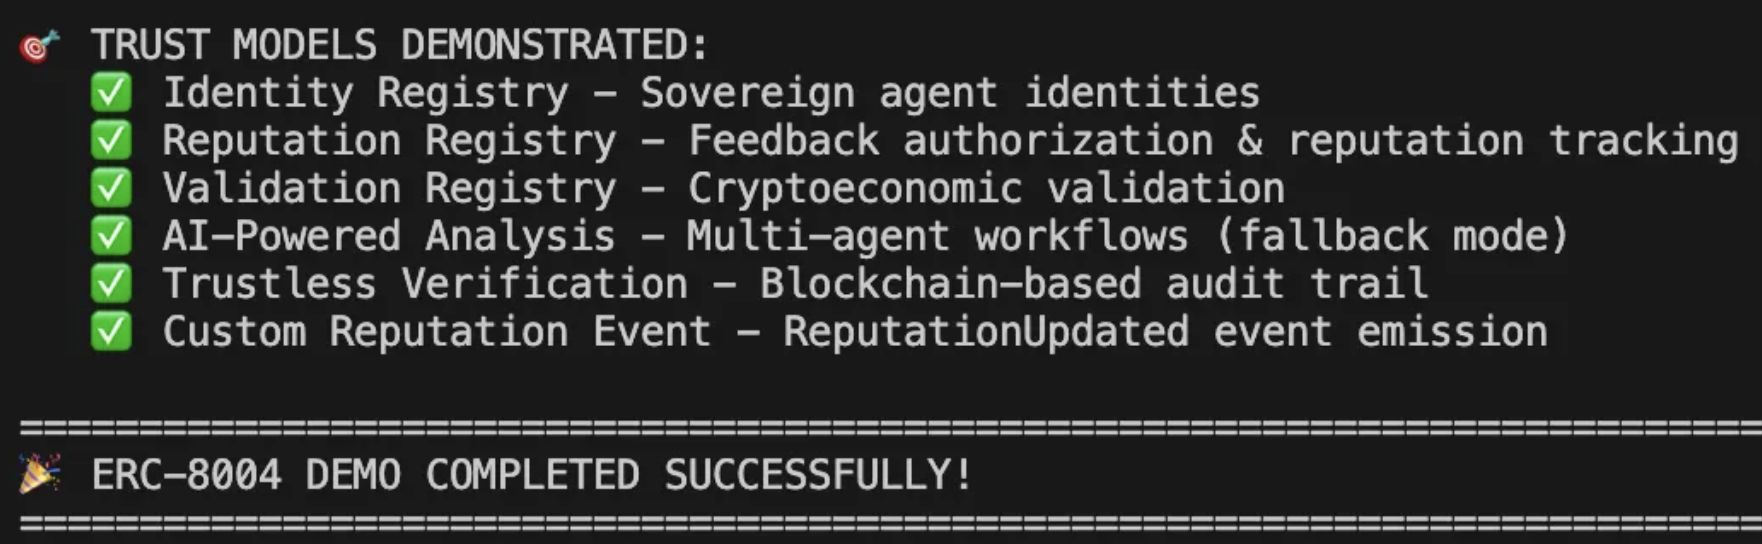 🎯 TRUST MODELS DEMONSTRATED:
✅ Identity Registry – Sovereign agent identities
✅ Reputation Registry – Feedback authorization & reputation tracking
✅ Validation Registry – Cryptoeconomic validation
✅ AI-Powered Analysis – Multi-agent workflows (fallback mode)
✅ Trustless Verification – Blockchain-based audit trail
✅ Custom Reputation Event – ReputationUpdated event emission
==========================================================================
🎉 ERC-8004 DEMO COMPLETED SUCCESSFULLY!
==========================================================================